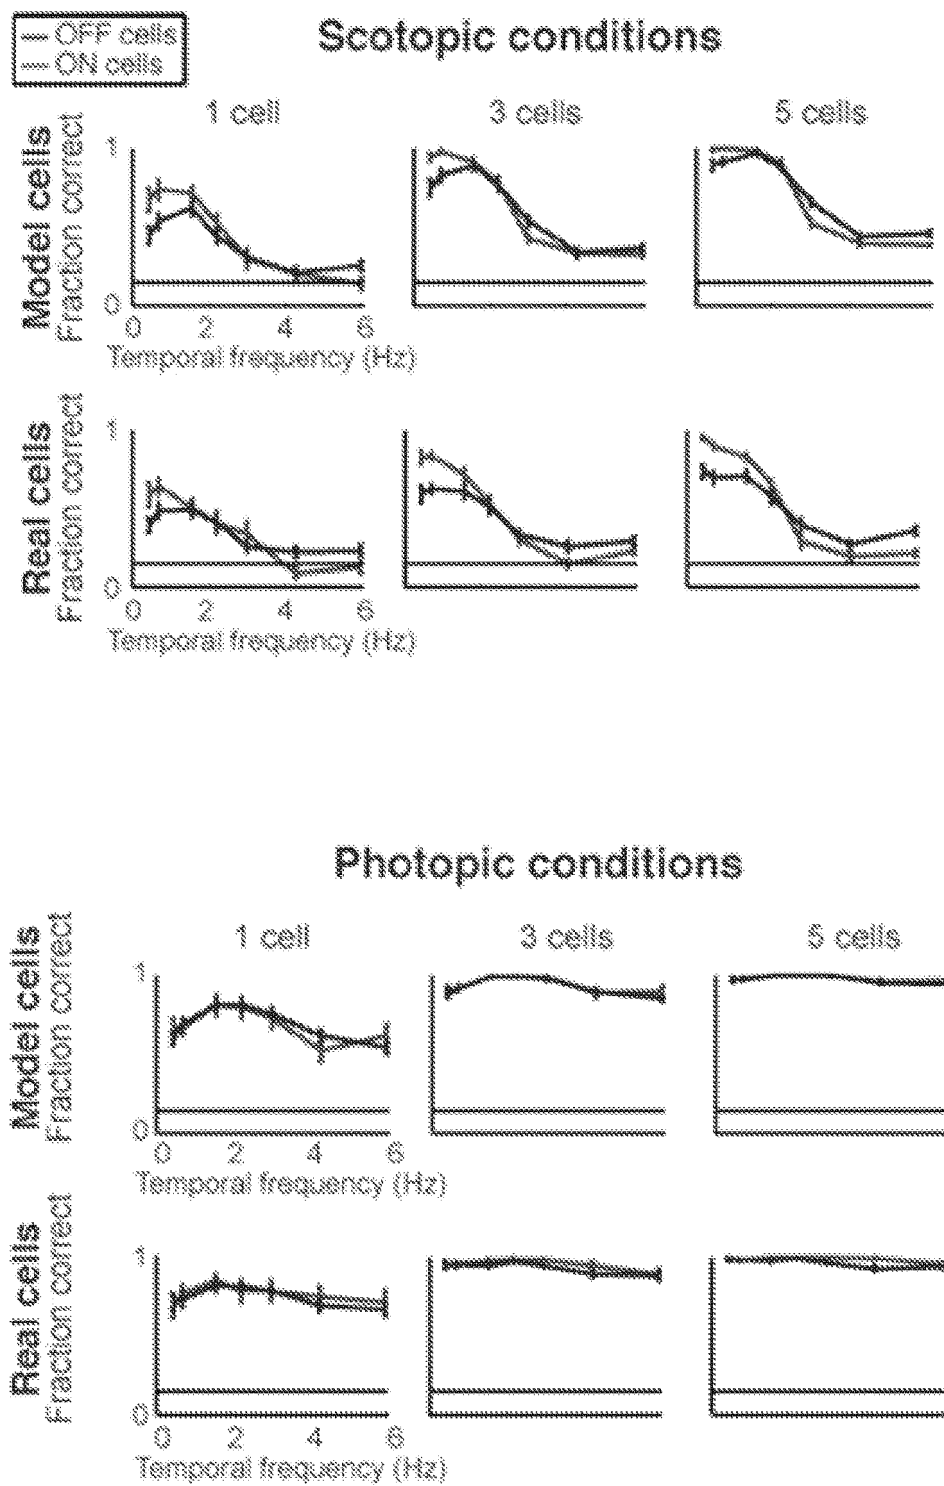 OFF cells
ON cells
Scotopic conditions
1 cell 3 cells 5 cells
Model cells
Fraction correct
1
0
0 2 4 6
Temporal frequency (Hz)
Real cells
Fraction correct
1
0
0 2 4 6
Temporal frequency (Hz)
Photopic conditions
1 cell 3 cells 5 cells
Model cells
Fraction correct
1
0
0 2 4 6
Temporal frequency (Hz)
Real cells
Fraction correct
1
0
0 2 4 6
Temporal frequency (Hz)